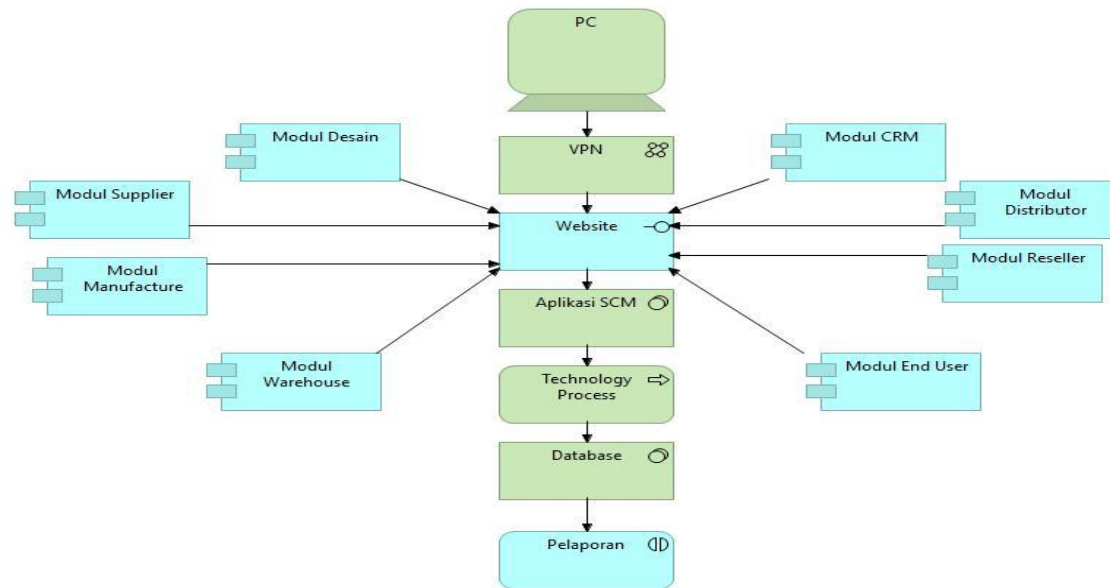 PC
VPN
Modul Desain
Modul CRM
Modul Supplier
Modul
Distributor
Website
Modul
Manufacture
Modul Reseller
Aplikasi SCM
Modul
Warehouse
Technology
Process
Modul End User
Database
Pelaporan